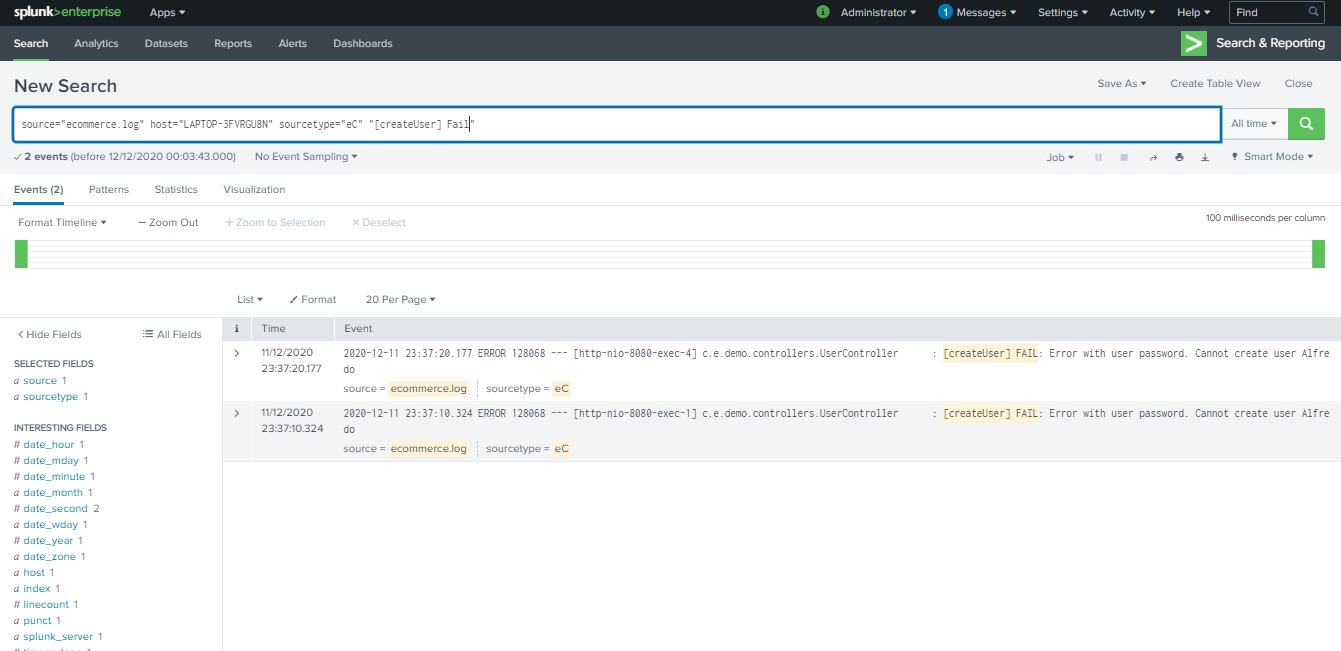 splunk>enterprise Apps Administrator 1 Messages Settings Activity Help Find
Search Analytics Datasets Reports Alerts Dashboards Search & Reporting
New Search Save As Create Table View Close
source="ecommerce.log" host="LAPTOP-3FVRGU8N" sourcetype="eC" "[createUser] Fail" All time
2 events (before 12/12/2020 00:03:43.000) No Event Sampling Job Smart Mode
Events (2) Patterns Statistics Visualization
Format Timeline — Zoom Out + Zoom to Selection × Deselect 100 milliseconds per column
List Format 20 Per Page
< Hide Fields All Fields i Time Event
SELECTED FIELDS
a source 1
a sourcetype 1
INTERESTING FIELDS
# date_hour 1
# date_mday 1
# date_minute 1
a date_month 1
# date_second 2
a date_wday 1
# date_year 1
a date_zone 1
a host 1
a index 1
# linecount 1
a punct 1
a splunk_server 1
11/12/2020 2020-12-11 23:37:20.177 ERROR 128068 --- [http-nio-8080-exec-4] c.e.demo.controllers.UserController : [createUser] FAIL: Error with user password. Cannot create user Alfre
23:37:20.177 do
source = ecommerce.log sourcetype = eC
11/12/2020 2020-12-11 23:37:10.324 ERROR 128068 --- [http-nio-8080-exec-1] c.e.demo.controllers.UserController : [createUser] FAIL: Error with user password. Cannot create user Alfre
23:37:10.324 do
source = ecommerce.log sourcetype = eC